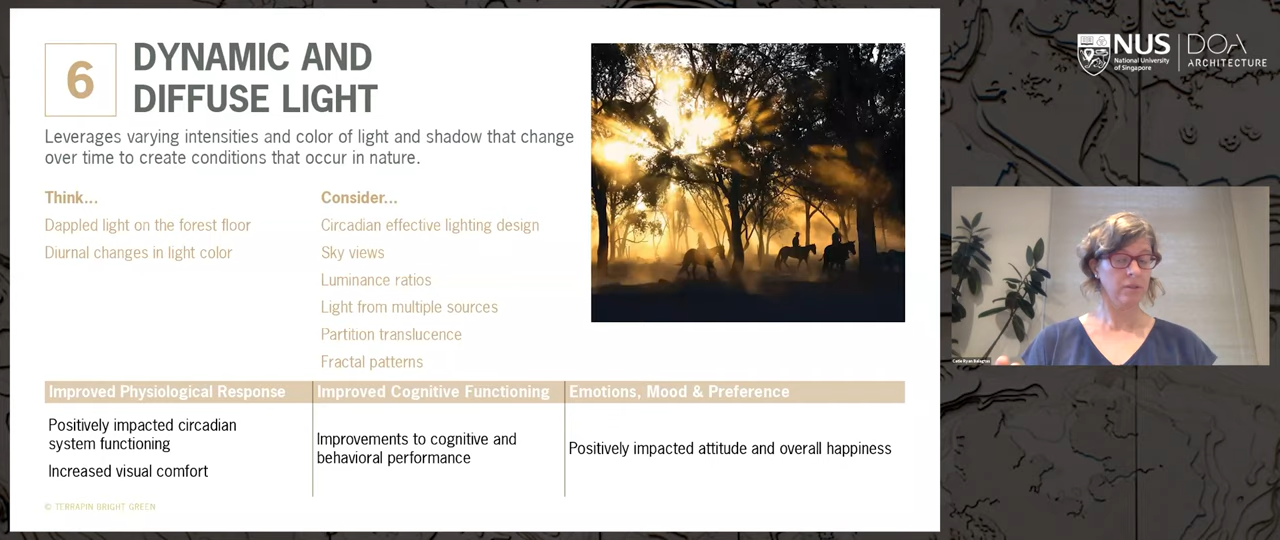 6
DYNAMIC AND
DIFFUSE LIGHT
Leverages varying intensities and color of light and shadow that change
over time to create conditions that occur in nature.
Think...
Dappled light on the forest floor
Diurnal changes in light color
Consider...
Circadian effective lighting design
Sky views
Luminance ratios
Light from multiple sources
Partition translucence
Fractal patterns
Improved Physiological Response
Positively impacted circadian
system functioning
Increased visual comfort
Improved Cognitive Functioning
Improvements to cognitive and
behavioral performance
Emotions, Mood & Preference
Positively impacted attitude and overall happiness
© TERRAPIN BRIGHT GREEN
NUS
National University
of Singapore
DOA
ARCHITECTURE
Catie Ryan Balagtas